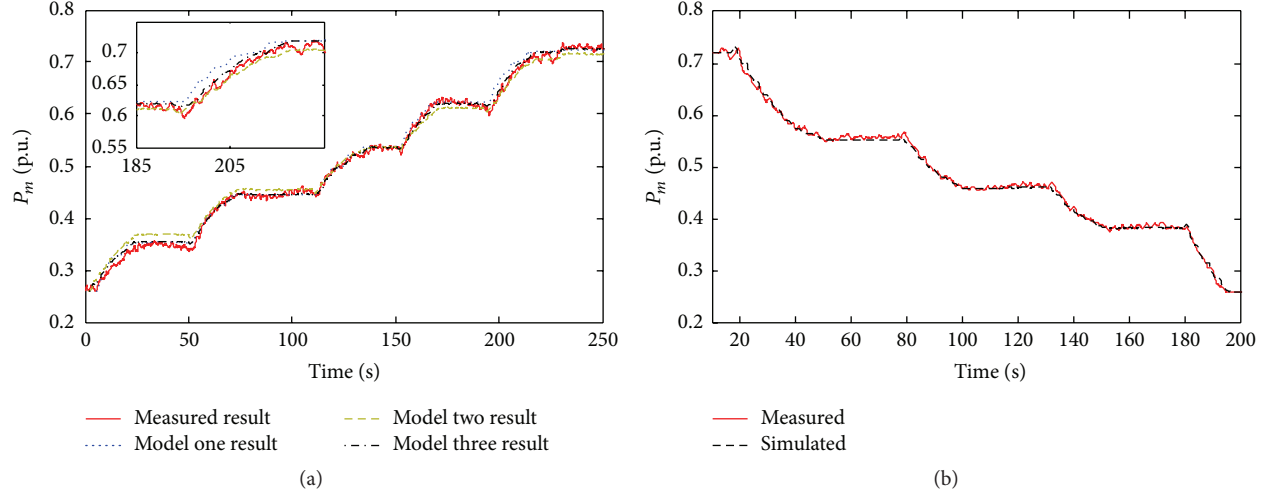 0.8
0.7
0.6
0.5
0.4
0.3
0.2
P_m (p.u.)
0.7
0.65
0.6
0.55
185 205
0 50 100 150 200 250
Time (s)
Measured result
Model one result
Model two result
Model three result
(a)
0.8
0.7
0.6
0.5
0.4
0.3
0.2
P_m (p.u.)
20 40 60 80 100 120 140 160 180 200
Time (s)
Measured
Simulated
(b)